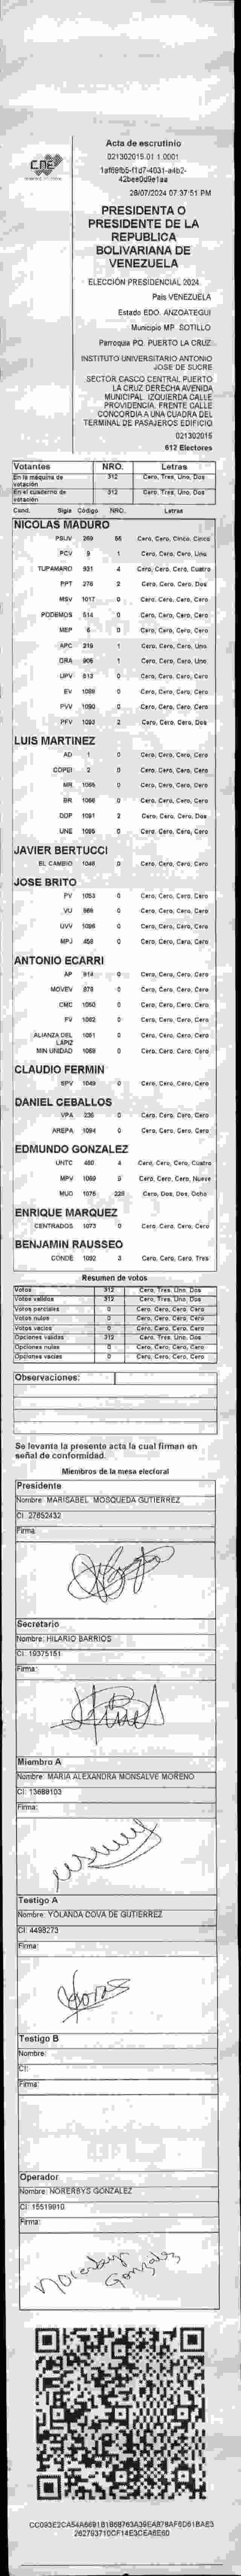 CNE
Acta de escrutinio
021302015.01.1.0001
28/07/2024 07:37:51 PM
PRESIDENTA O
PRESIDENTE DE LA
REPUBLICA
BOLIVARIANA DE
VENEZUELA
ELECCIÓN PRESIDENCIAL 2024
País VENEZUELA
Estado EDO. ANZOATEGUI
Municipio MP. SOTILLO
Parroquia PQ. PUERTO LA CRUZ
INSTITUTO UNIVERSITARIO ANTONIO
JOSE DE SUCRE
SECTOR CASCO CENTRAL PUERTO
LA CRUZ DERECHA AVENIDA
MUNICIPAL. IZQUIERDA CALLE
PROVIDENCIA. FRENTE CALLE
CONCORDIA A UNA CUADRA DEL
TERMINAL DE PASAJEROS EDIFICIO
021302015
612 Electores
Votantes NRO. Letras
En la máquina de votación 312 Cero, Tres, Uno, Dos
En el cuaderno de votación 312 Cero, Tres, Uno, Dos
Cand. Sigla Código NRO. Letras
NICOLAS MADURO
PSUV 269 55 Cero, Cero, Cinco, Cinco
PCV 9 1 Cero, Cero, Cero, Uno
TUPAMARO 931 4 Cero, Cero, Cero, Cuatro
PPT 276 2 Cero, Cero, Cero, Dos
MSV 1017 0 Cero, Cero, Cero, Cero
PODEMOS 514 0 Cero, Cero, Cero, Cero
MEP 6 0 Cero, Cero, Cero, Cero
APC 219 1 Cero, Cero, Cero, Uno
ORA 906 1 Cero, Cero, Cero, Uno
UPV 813 0 Cero, Cero, Cero, Cero
EV 1089 0 Cero, Cero, Cero, Cero
PVV 1090 0 Cero, Cero, Cero, Cero
PFV 1093 2 Cero, Cero, Cero, Dos
LUIS MARTINEZ
AD 1 0 Cero, Cero, Cero, Cero
COPEI 2 0 Cero, Cero, Cero, Cero
MR 1066 0 Cero, Cero, Cero, Cero
BR 1068 0 Cero, Cero, Cero, Cero
DDP 1091 2 Cero, Cero, Cero, Dos
UNE 1095 0 Cero, Cero, Cero, Cero
JAVIER BERTUCCI
EL CAMBIO 1048 0 Cero, Cero, Cero, Cero
JOSE BRITO
PV 1053 0 Cero, Cero, Cero, Cero
VU 966 0 Cero, Cero, Cero, Cero
UVV 1096 0 Cero, Cero, Cero, Cero
MPJ 458 0 Cero, Cero, Cero, Cero
ANTONIO ECARRI
AP 914 0 Cero, Cero, Cero, Cero
MOVEV 879 0 Cero, Cero, Cero, Cero
CMC 1050 0 Cero, Cero, Cero, Cero
FV 1062 0 Cero, Cero, Cero, Cero
ALIANZA DEL LAPIZ 1081 0 Cero, Cero, Cero, Cero
MIN UNIDAD 1068 0 Cero, Cero, Cero, Cero
CLAUDIO FERMIN
SPV 1049 0 Cero, Cero, Cero, Cero
DANIEL CEBALLOS
VPA 236 0 Cero, Cero, Cero, Cero
AREPA 1094 0 Cero, Cero, Cero, Cero
EDMUNDO GONZALEZ
UNTC 460 4 Cero, Cero, Cero, Cuatro
MPV 1069 9 Cero, Cero, Cero, Nueve
MUD 1076 228 Cero, Dos, Dos, Ocho
ENRIQUE MARQUEZ
CENTRADOS 1073 0 Cero, Cero, Cero, Cero
BENJAMIN RAUSSEO
CONDE 1092 3 Cero, Cero, Cero, Tres
Resumen de votos
Votos 312 Cero, Tres, Uno, Dos
Votos válidos 312 Cero, Tres, Uno, Dos
Votos parciales 0 Cero, Cero, Cero, Cero
Votos nulos 0 Cero, Cero, Cero, Cero
Votos vacíos 0 Cero, Cero, Cero, Cero
Opciones válidas 312 Cero, Tres, Uno, Dos
Opciones nulas 0 Cero, Cero, Cero, Cero
Opciones vacías 0 Cero, Cero, Cero, Cero
Observaciones:
Se levanta la presente acta la cual firman en
señal de conformidad.
Miembros de la mesa electoral
Presidente
Nombre: MARISABEL MOSQUEDA GUTIERREZ
CI: 27652432
Firma:
Secretario
Nombre: HILARIO BARRIOS
CI: 19375151
Firma:
Miembro A
Nombre: MARIA ALEXANDRA MONSALVE MORENO
CI: 13689103
Firma:
Testigo A
Nombre: YOLANDA COVA DE GUTIERREZ
CI: 4498273
Firma:
Testigo B
Nombre:
CI:
Firma:
Operador
Nombre: NORERBYS GONZALEZ
CI: 15519910
Firma:
Norerbys
Gonzalez